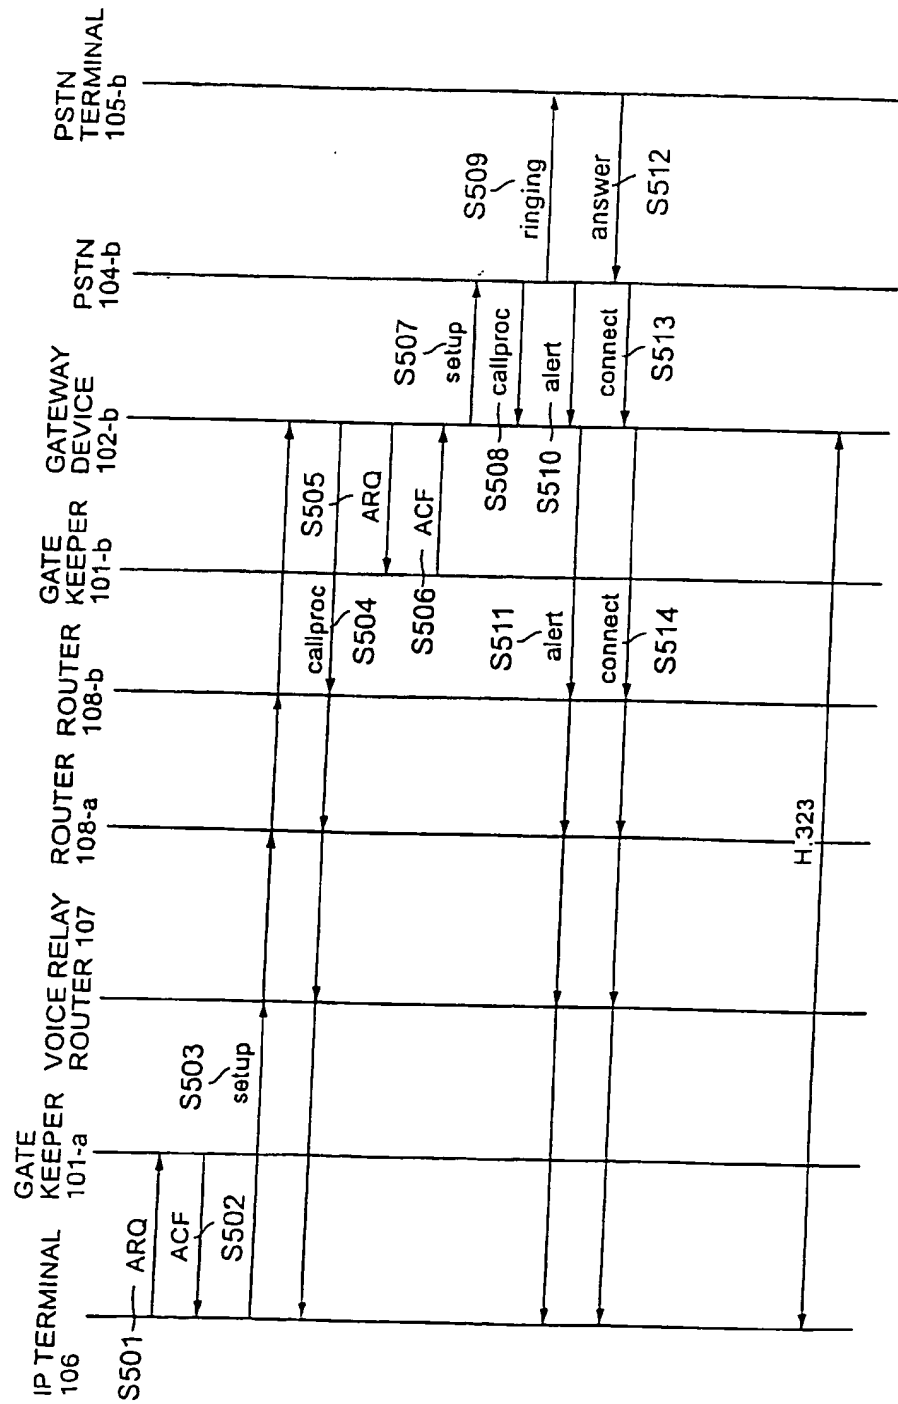 IP TERMINAL
106
GATE
KEEPER
101-a
VOICE RELAY
ROUTER 107
ROUTER
108-a
ROUTER
108-b
GATE
KEEPER
101-b
GATEWAY
DEVICE
102-b
PSTN
104-b
PSTN
TERMINAL
105-b
S501
ARQ
ACF
S502
S503
setup
callproc
S504
S505
ARQ
S506
ACF
S507
setup
S508
callproc
S509
ringing
S510
alert
S511
alert
answer
S512
connect
S513
connect
S514
H.323